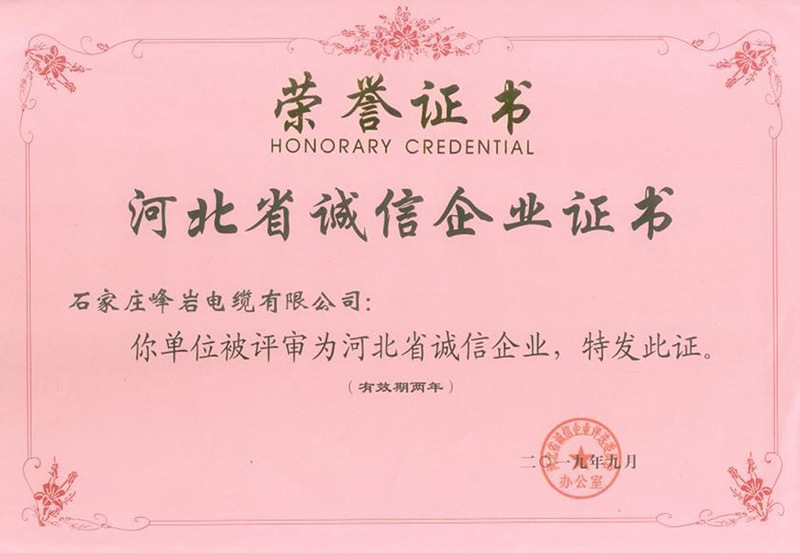 荣誉证书
HONORARY CREDENTIAL
河北省诚信企业证书
石家庄峰岩电缆有限公司：
你单位被评审为河北省诚信企业，特发此证。
（有效期两年）
二〇一九年九月
办公室